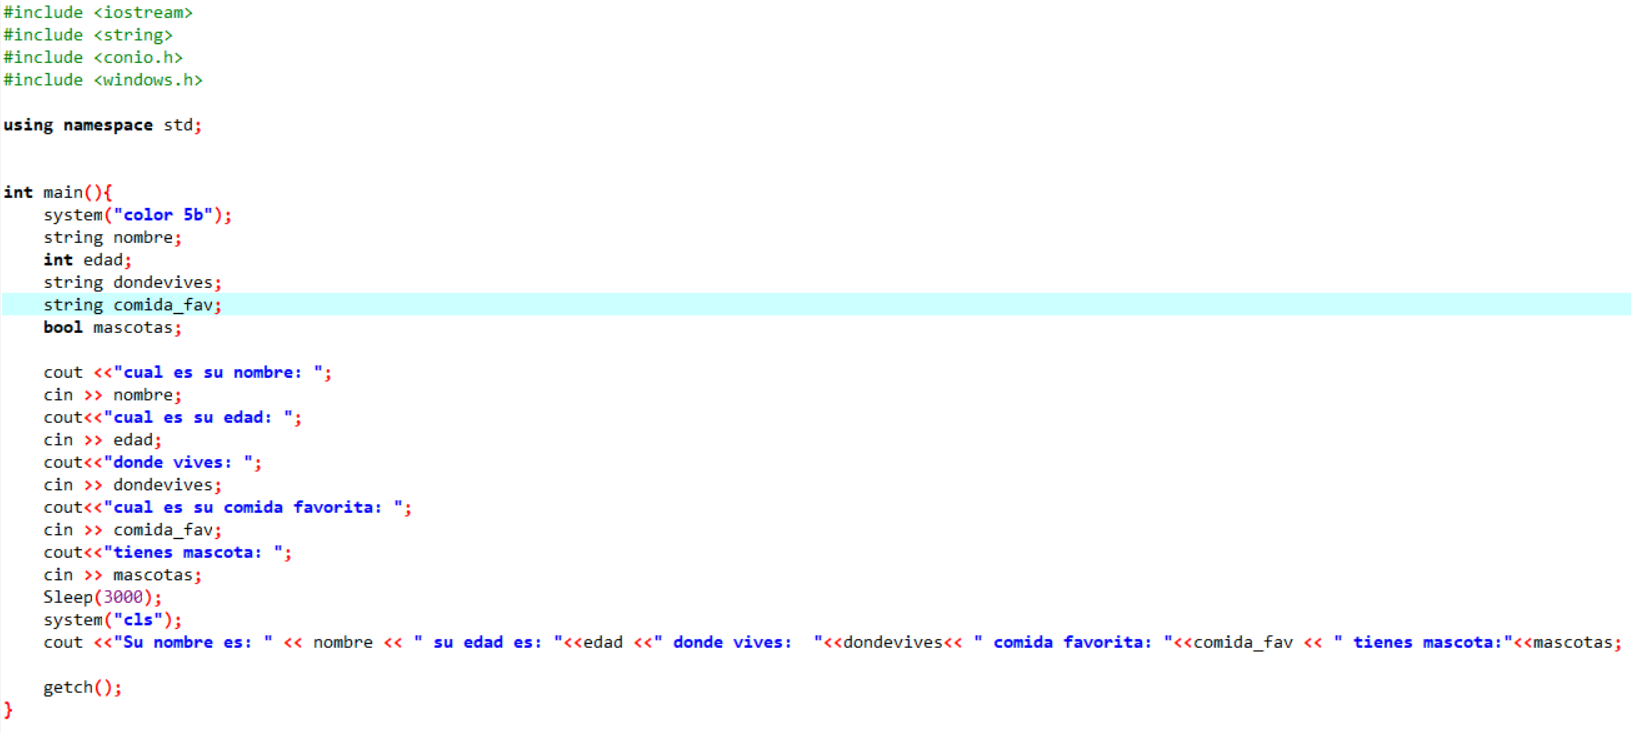 #include <iostream>
#include <string>
#include <conio.h>
#include <windows.h>
using namespace std;
int main(){
system("color 5b");
string nombre;
int edad;
string dondevives;
string comida_fav;
bool mascotas;
cout <<"cual es su nombre: ";
cin >> nombre;
cout<<"cual es su edad: ";
cin >> edad;
cout<<"donde vives: ";
cin >> dondevives;
cout<<"cual es su comida favorita: ";
cin >> comida_fav;
cout<<"tienes mascota: ";
cin >> mascotas;
Sleep(3000);
system("cls");
cout <<"Su nombre es: " << nombre << " su edad es: "<<edad <<" donde vives:  "<<dondevives<< " comida favorita: "<<comida_fav << " tienes mascota:"<<mascotas;
getch();
}